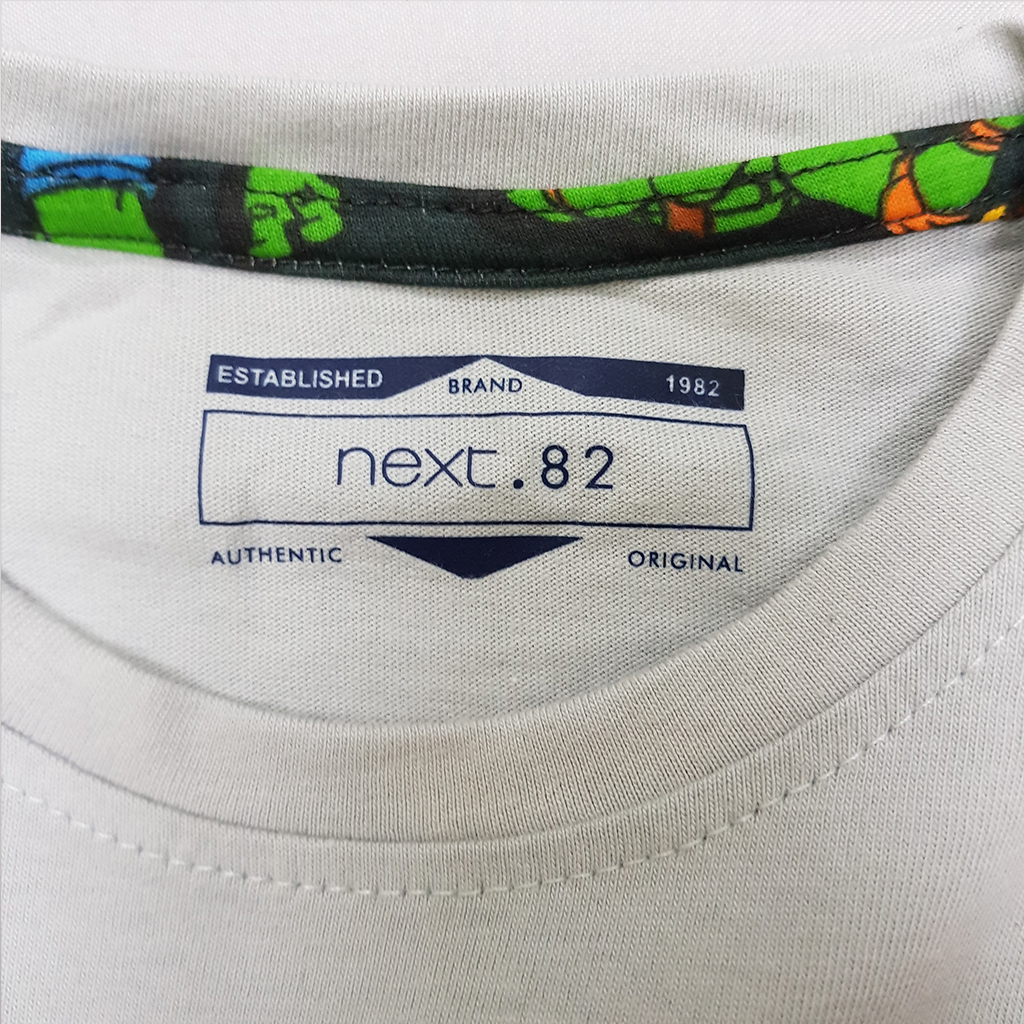 ESTABLISHED BRAND 1982
next.82
AUTHENTIC ORIGINAL